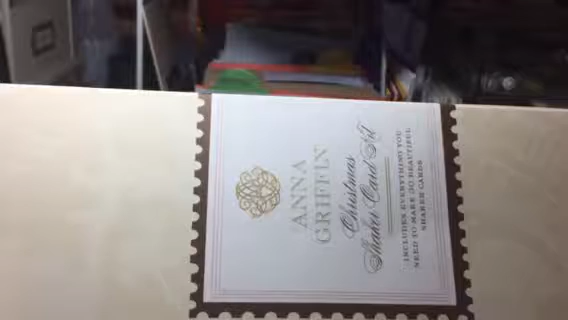 ANNA
GRIFFIN
Christmas
Shaker Card Kit
INCLUDES EVERYTHING YOU
NEED TO MAKE 30 BEAUTIFUL
SHAKER CARDS